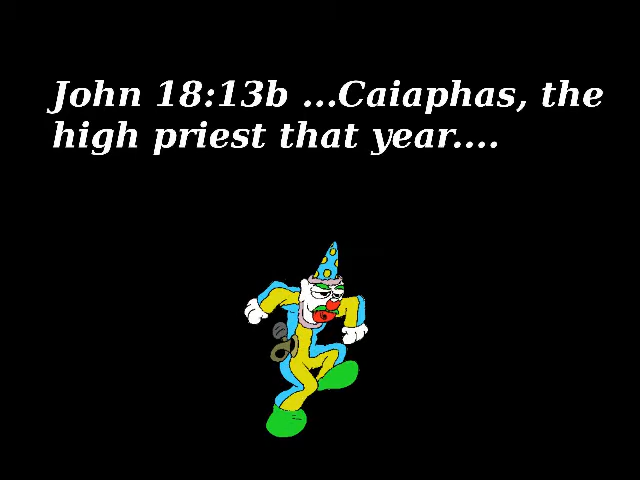 John 18:13b ...Caiaphas, the
high priest that year....